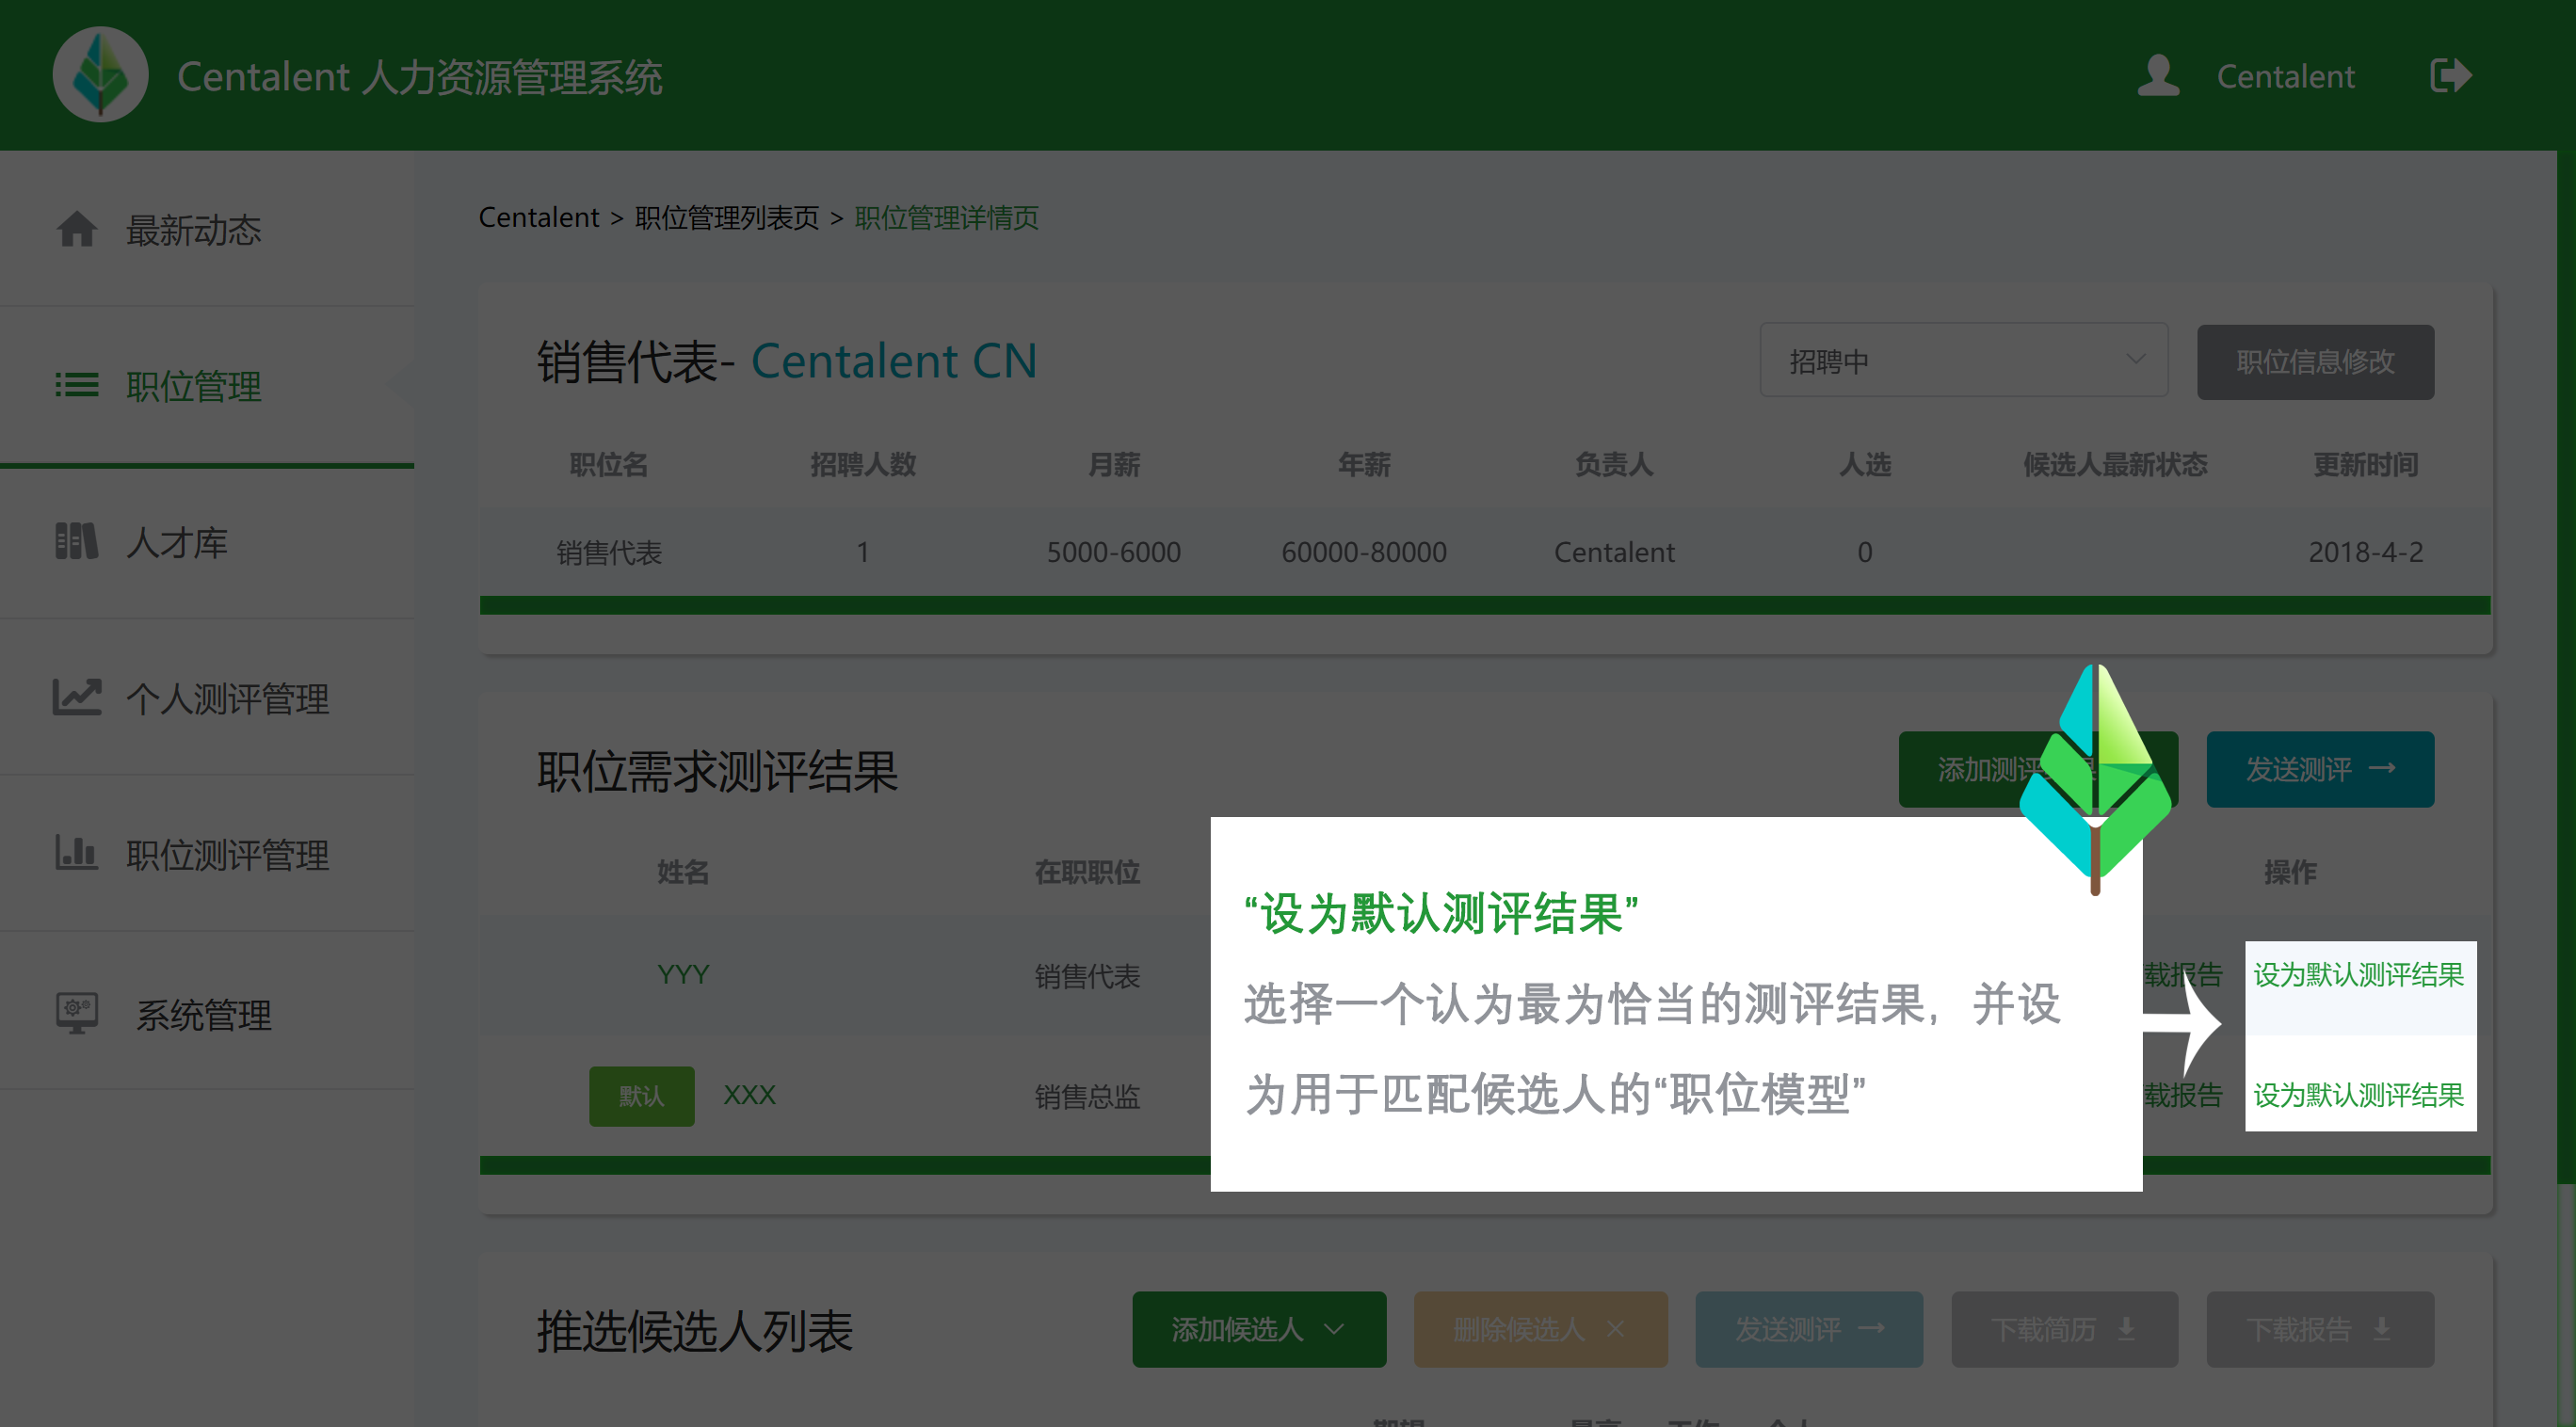 Centalent 人力资源管理系统
Centalent
最新动态
职位管理
人才库
个人测评管理
职位测评管理
系统管理
Centalent > 职位管理列表页 > 职位管理详情页
销售代表- Centalent CN
招聘中
职位信息修改
职位名 招聘人数 月薪 年薪 负责人 人选 候选人最新状态 更新时间
销售代表 1 5000-6000 60000-80000 Centalent 0 2018-4-2
职位需求测评结果
添加测评
发送测评 →
姓名 在职职位 操作
YYY 销售代表 载报告 设为默认测评结果
默认 XXX 销售总监 载报告 设为默认测评结果
“设为默认测评结果”
选择一个认为最为恰当的测评结果，并设
为用于匹配候选人的“职位模型”
推选候选人列表
添加候选人
删除候选人 ×
发送测评 →
下载简历
下载报告